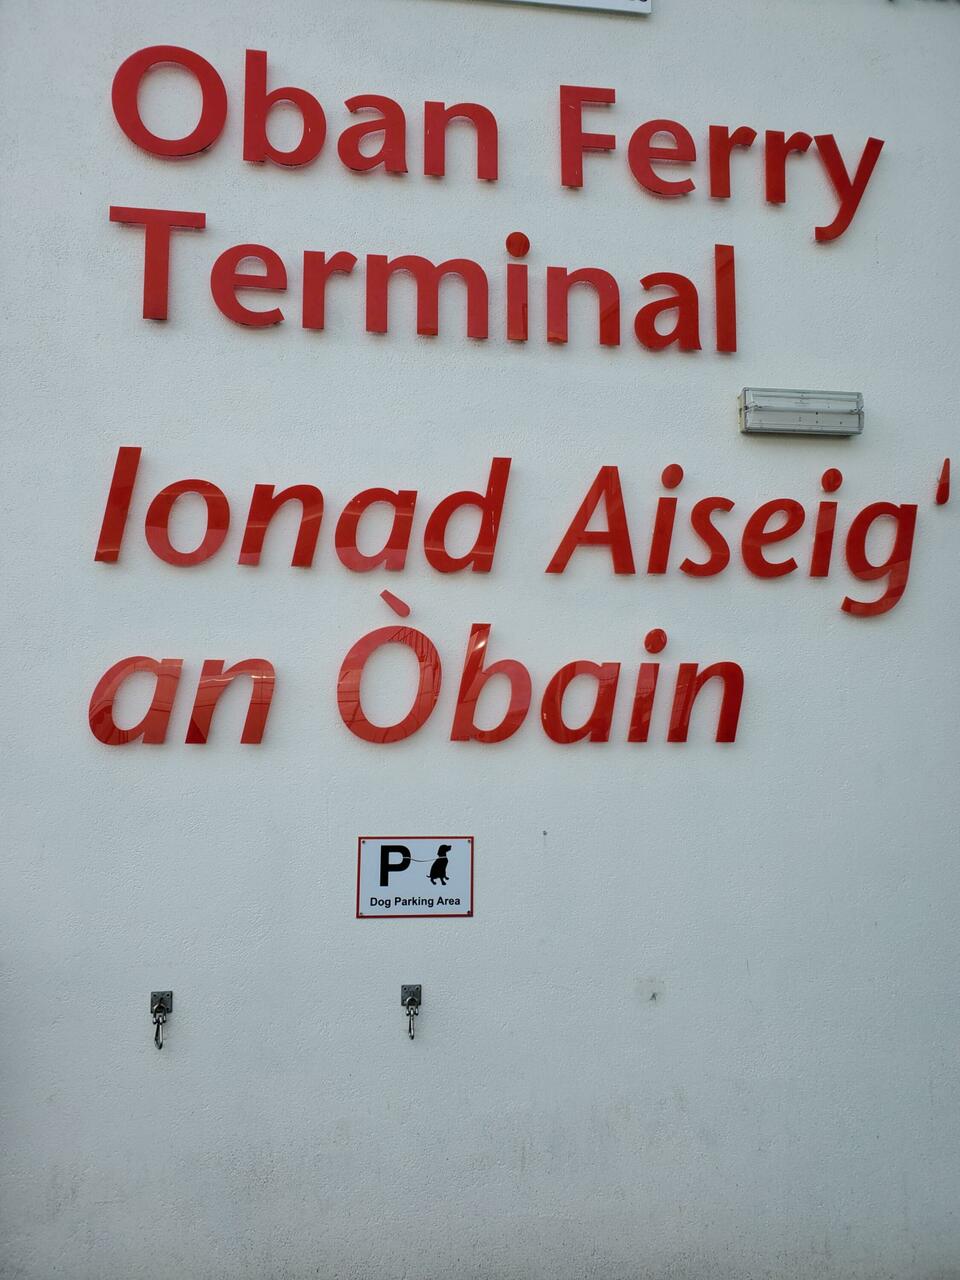 Oban Ferry
Terminal
Ionad Aiseig'
an Òbain
P
Dog Parking Area